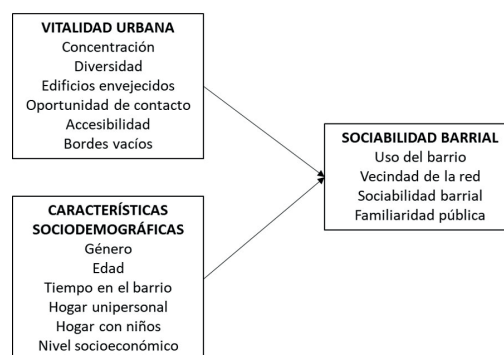 VITALIDAD URBANA
Concentración
Diversidad
Edificios envejecidos
Oportunidad de contacto
Accesibilidad
Bordes vacíos
CARACTERÍSTICAS
SOCIODEMOGRÁFICAS
Género
Edad
Tiempo en el barrio
Hogar unipersonal
Hogar con niños
Nivel socioeconómico
SOCIABILIDAD BARRIAL
Uso del barrio
Vecindad de la red
Sociabilidad barrial
Familiaridad pública